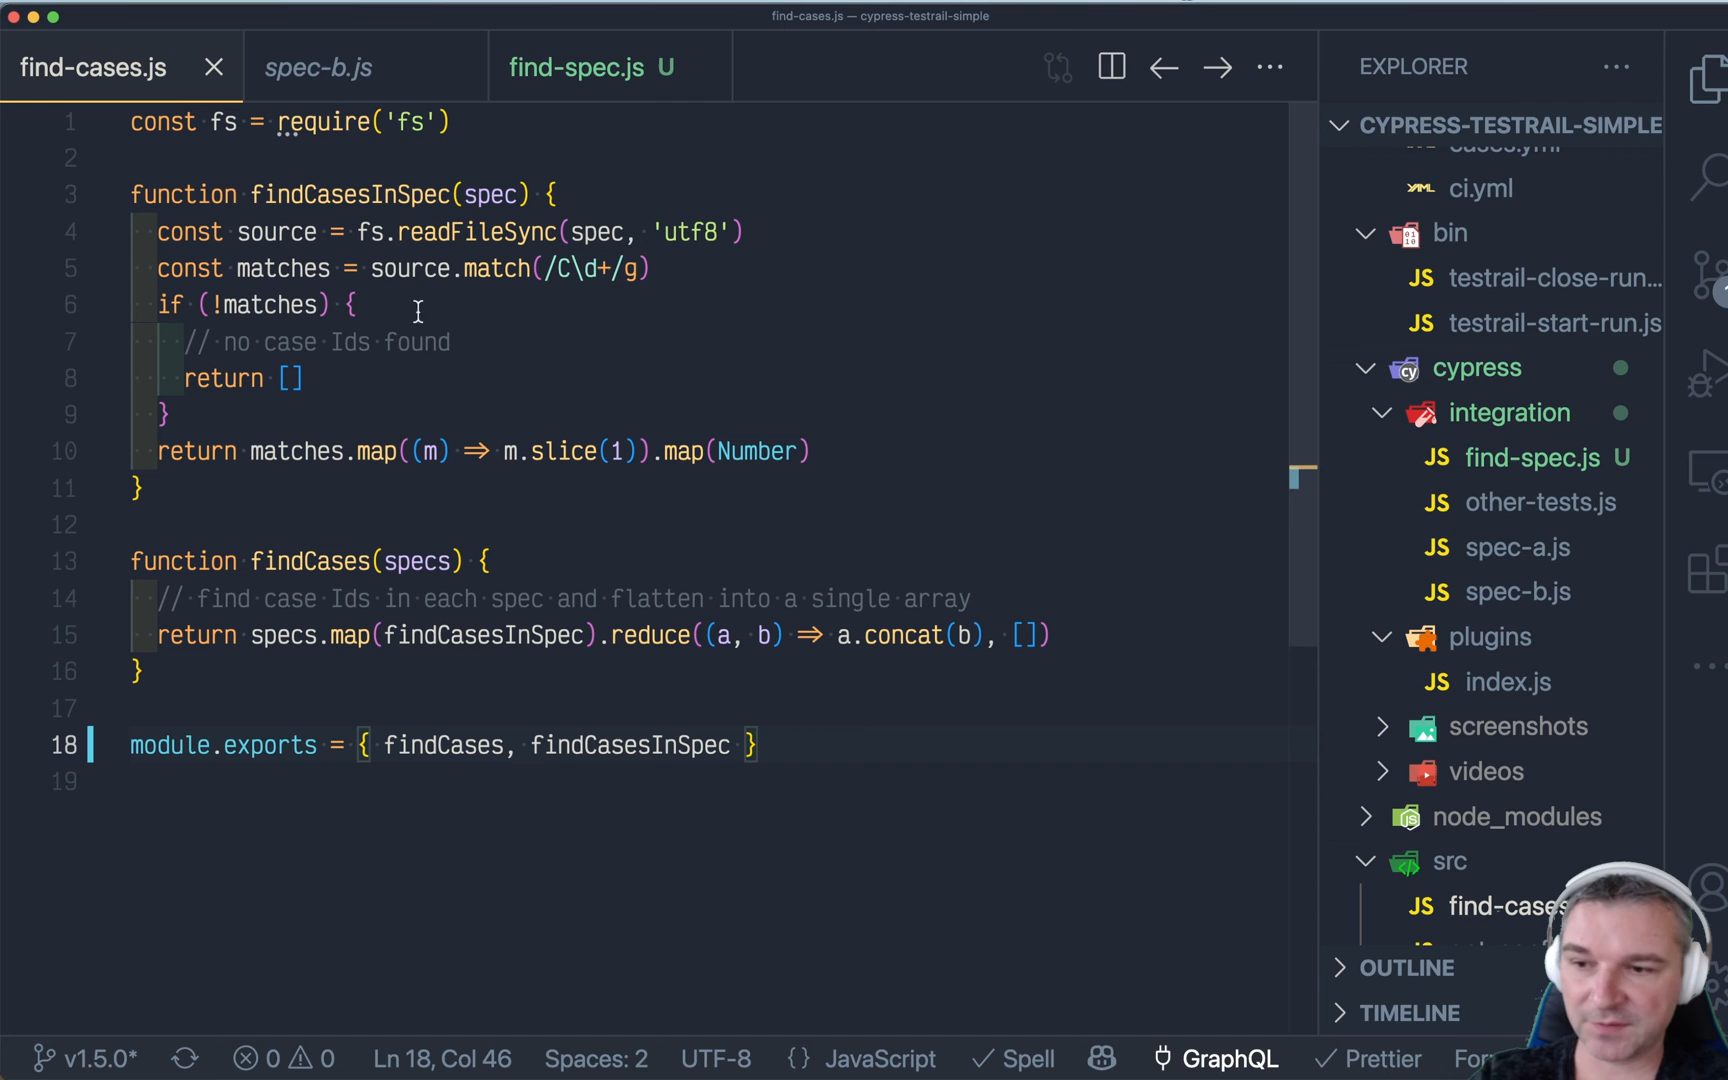 find-cases.js — cypress-testrail-simple
find-cases.js
spec-b.js
find-spec.js U
1 const fs = require('fs')
2
3 function findCasesInSpec(spec) {
4 const source = fs.readFileSync(spec, 'utf8')
5 const matches = source.match(/C\d+/g)
6 if (!matches) {
7 // no case Ids found
8 return []
9 }
10 return matches.map((m) => m.slice(1)).map(Number)
11 }
12
13 function findCases(specs) {
14 // find case Ids in each spec and flatten into a single array
15 return specs.map(findCasesInSpec).reduce((a, b) => a.concat(b), [])
16 }
17
18 module.exports = { findCases, findCasesInSpec }
19
EXPLORER
CYPRESS-TESTRAIL-SIMPLE
cases.yml
YML ci.yml
bin
JS testrail-close-run...
JS testrail-start-run.js
cypress
integration
JS find-spec.js U
JS other-tests.js
JS spec-a.js
JS spec-b.js
plugins
JS index.js
screenshots
videos
node_modules
src
JS find-cases
OUTLINE
TIMELINE
v1.5.0* 0 0 Ln 18, Col 46 Spaces: 2 UTF-8 {} JavaScript Spell GraphQL Prettier For